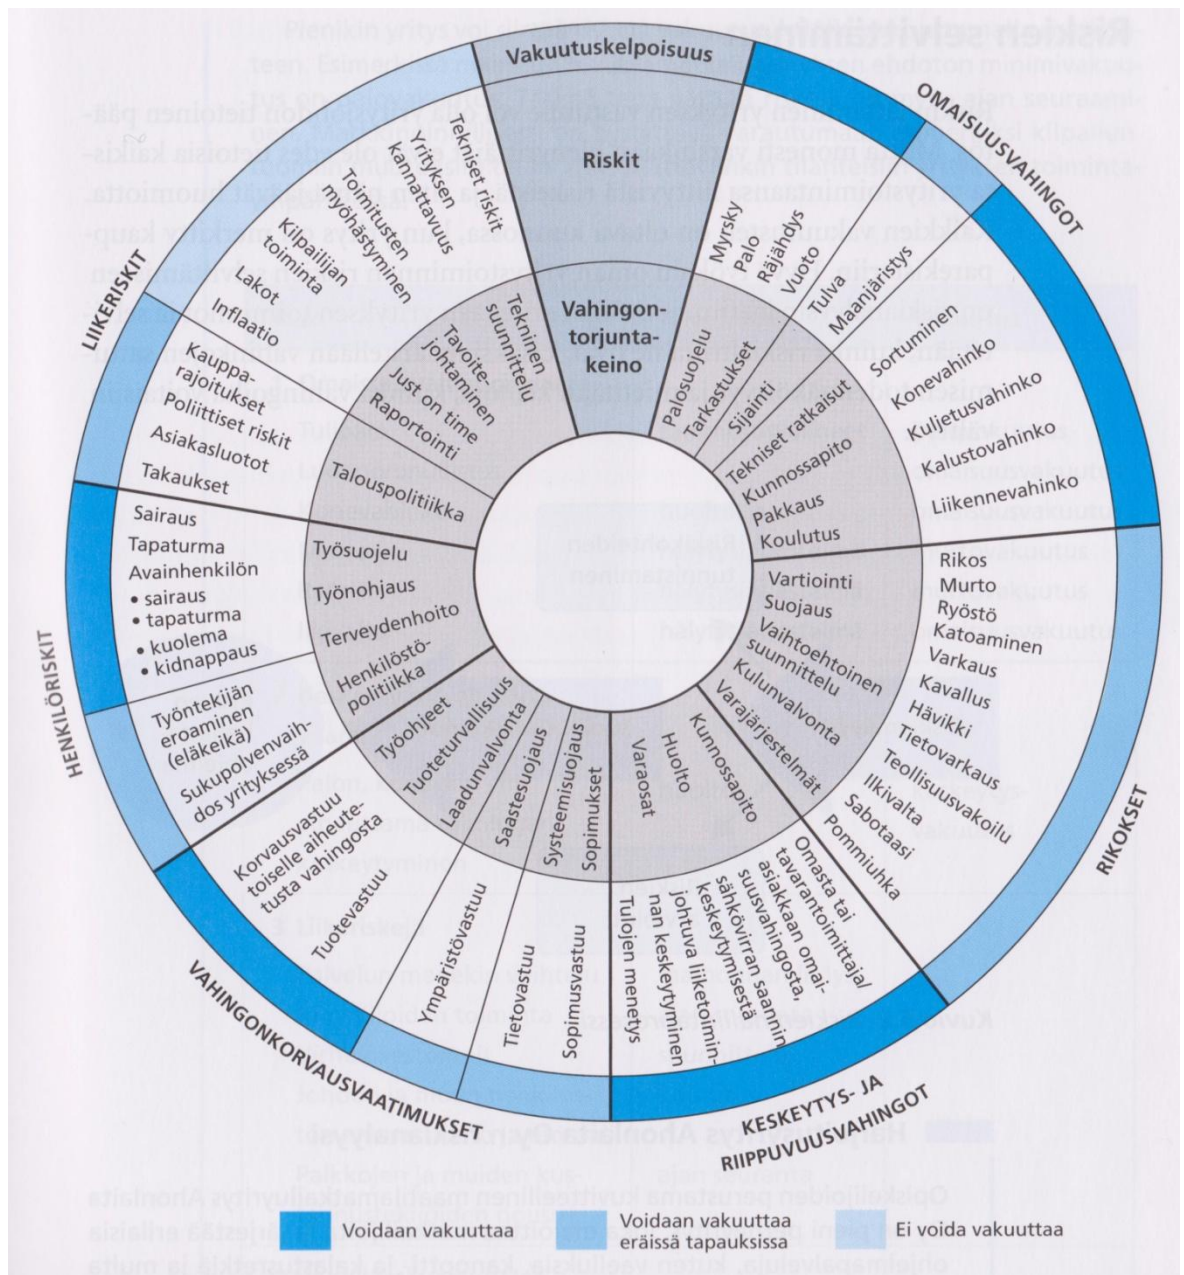 Vakuutuskelpoisuus
Riskit
Vahingon-
torjunta-
keino
OMAISUUSVAHINGOT
Myrsky
Palo
Räjähdys
Vuoto
Tulva
Maanjäristys
Sortuminen
Konevahinko
Kuljetusvahinko
Kalustovahinko
Liikennevahinko
Palosuojelu
Tarkastukset
Sijainti
Tekniset ratkaisut
Kunnossapito
Pakkaus
Koulutus
RIKOKSET
Rikos
Murto
Ryöstö
Katoaminen
Varkaus
Kavallus
Hävikki
Tietovarkaus
Teollisuusvakoilu
Ilkivalta
Sabotaasi
Pommiuhka
Vartiointi
Suojaus
Vaihtoehtoinen
suunnittelu
Kulunvalvonta
Varajärjestelmät
KESKEYTYS- JA
RIIPPUVUUSVAHINGOT
Omasta tai
tavarantoimittaja/
asiakkaan omai-
suusvahingosta,
sähkövirran saannin
keskeytymisestä
johtuva liiketoimin-
nan keskeytyminen
Tulojen menetys
Kunnossapito
Huolto
Varaosat
VAHINGONKORVAUSVAATIMUKSET
Sopimusvastuu
Tietovastuu
Ympäristövastuu
Tuotevastuu
Korvausvastuu
toiselle aiheute-
tusta vahingosta
Sopimukset
Systeemisuojaus
Saastesuojaus
Laadunvalvonta
Tuoteturvallisuus
Työohjeet
HENKILÖRISKIT
Sairaus
Tapaturma
Avainhenkilön
• sairaus
• tapaturma
• kuolema
• kidnappaus
Työntekijän
eroaminen
(eläkeikä)
Sukupolvenvaih-
dos yrityksessä
Työsuojelu
Työnohjaus
Terveydenhoito
Henkilöstö-
politiikka
LIIKERISKIT
Tekniset riskit
Yrityksen
kannattavuus
Toimitusten
myöhästyminen
Kilpailijan
toiminta
Lakot
Inflaatio
Kauppa-
rajoitukset
Poliittiset riskit
Asiakasluotot
Takaukset
Tekninen
suunnittelu
Tavoite-
johtaminen
Just on time
Raportointi
Talouspolitiikka
Voidaan vakuuttaa
Voidaan vakuuttaa
eräissä tapauksissa
Ei voida vakuuttaa